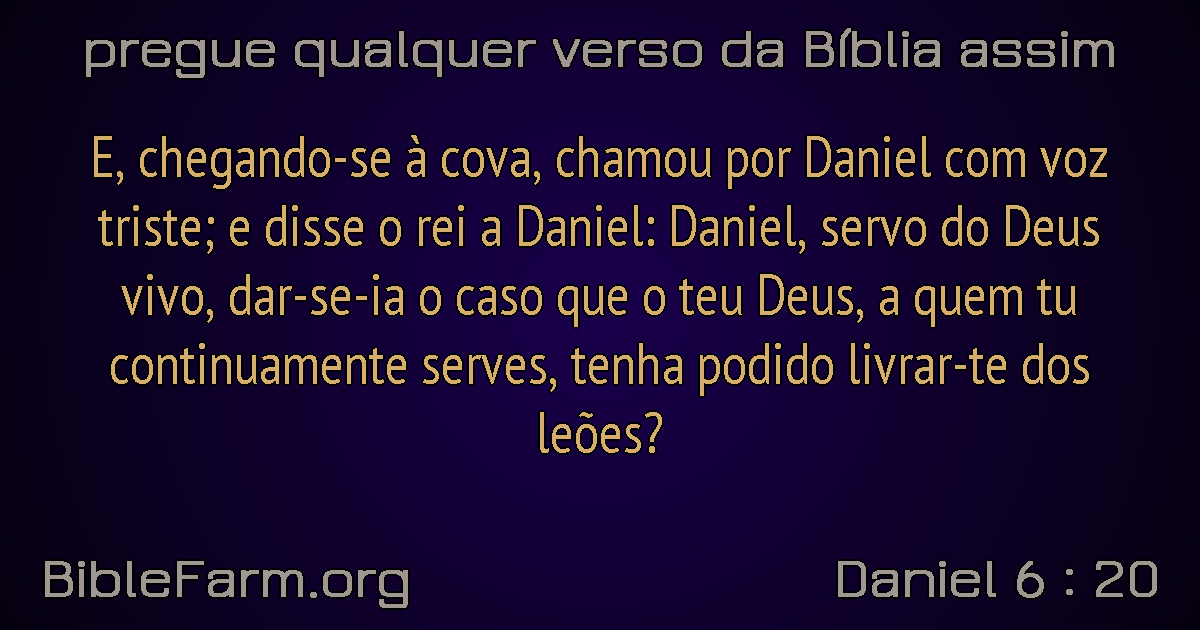 pregue qualquer verso da Bíblia assim
E, chegando-se à cova, chamou por Daniel com voz
triste; e disse o rei a Daniel: Daniel, servo do Deus
vivo, dar-se-ia o caso que o teu Deus, a quem tu
continuamente serves, tenha podido livrar-te dos
leões?
BibleFarm.org
Daniel 6 : 20